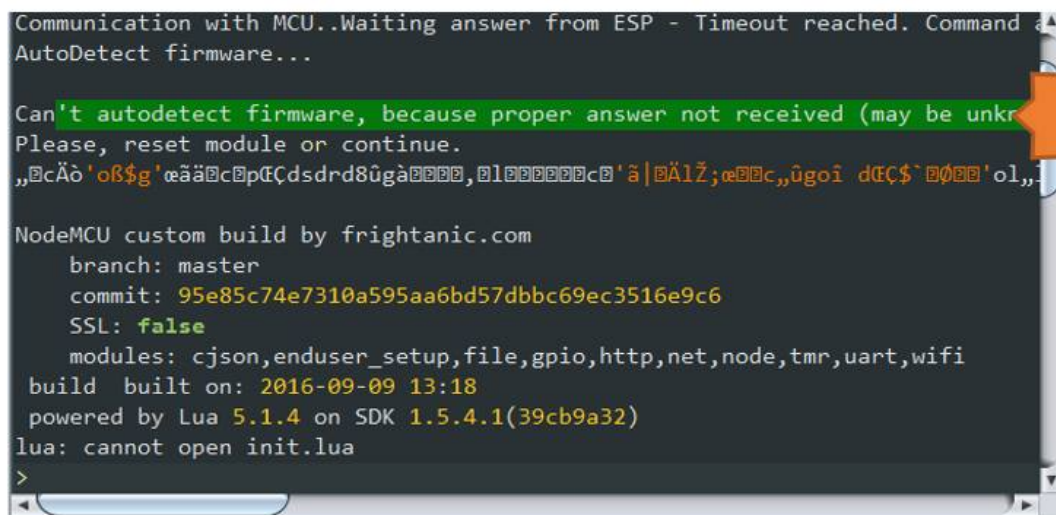 Communication with MCU..Waiting answer from ESP - Timeout reached. Command
AutoDetect firmware...
Can't autodetect firmware, because proper answer not received (may be
Please, reset module or continue.
NodeMCU custom build by frightanic.com
branch: master
commit: 95e85c74e7310a595aa6bd57dbbc69ec3516e9c6
SSL: false
modules: cjson,enduser_setup,file,gpio,http,net,node,tmr,uart,wifi
build built on: 2016-09-09 13:18
powered by Lua 5.1.4 on SDK 1.5.4.1(39cb9a32)
lua: cannot open init.lua
>